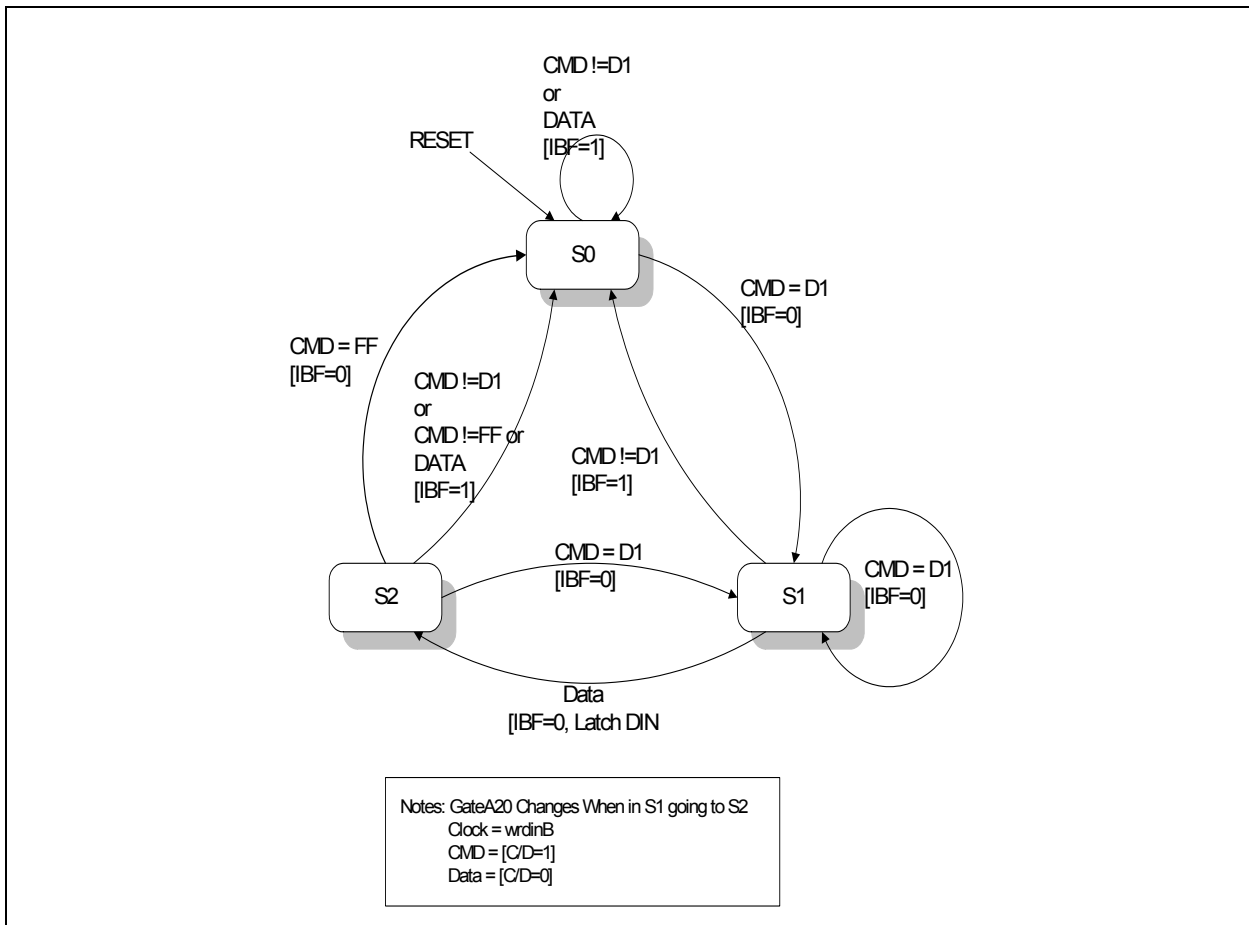 CMD !=D1
or
DATA
[IBF=1]
RESET
S0
CMD = D1
[IBF=0]
CMD = FF
[IBF=0]
CMD !=D1
or
CMD !=FF or
DATA
[IBF=1]
CMD !=D1
[IBF=1]
CMD = D1
[IBF=0]
CMD = D1
[IBF=0]
S2
S1
Data
[IBF=0, Latch DIN
Notes: GateA20 Changes When in S1 going to S2
Clock = wrdinB
CMD = [C/D=1]
Data = [C/D=0]